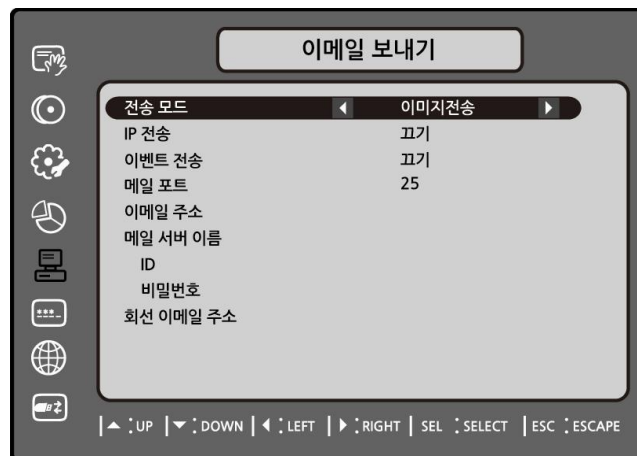 이메일 보내기
전송 모드 이미지전송
IP 전송 끄기
이벤트 전송 끄기
메일 포트 25
이메일 주소
메일 서버 이름
ID
비밀번호
회선 이메일 주소
***_
UP DOWN LEFT RIGHT SEL : SELECT ESC : ESCAPE